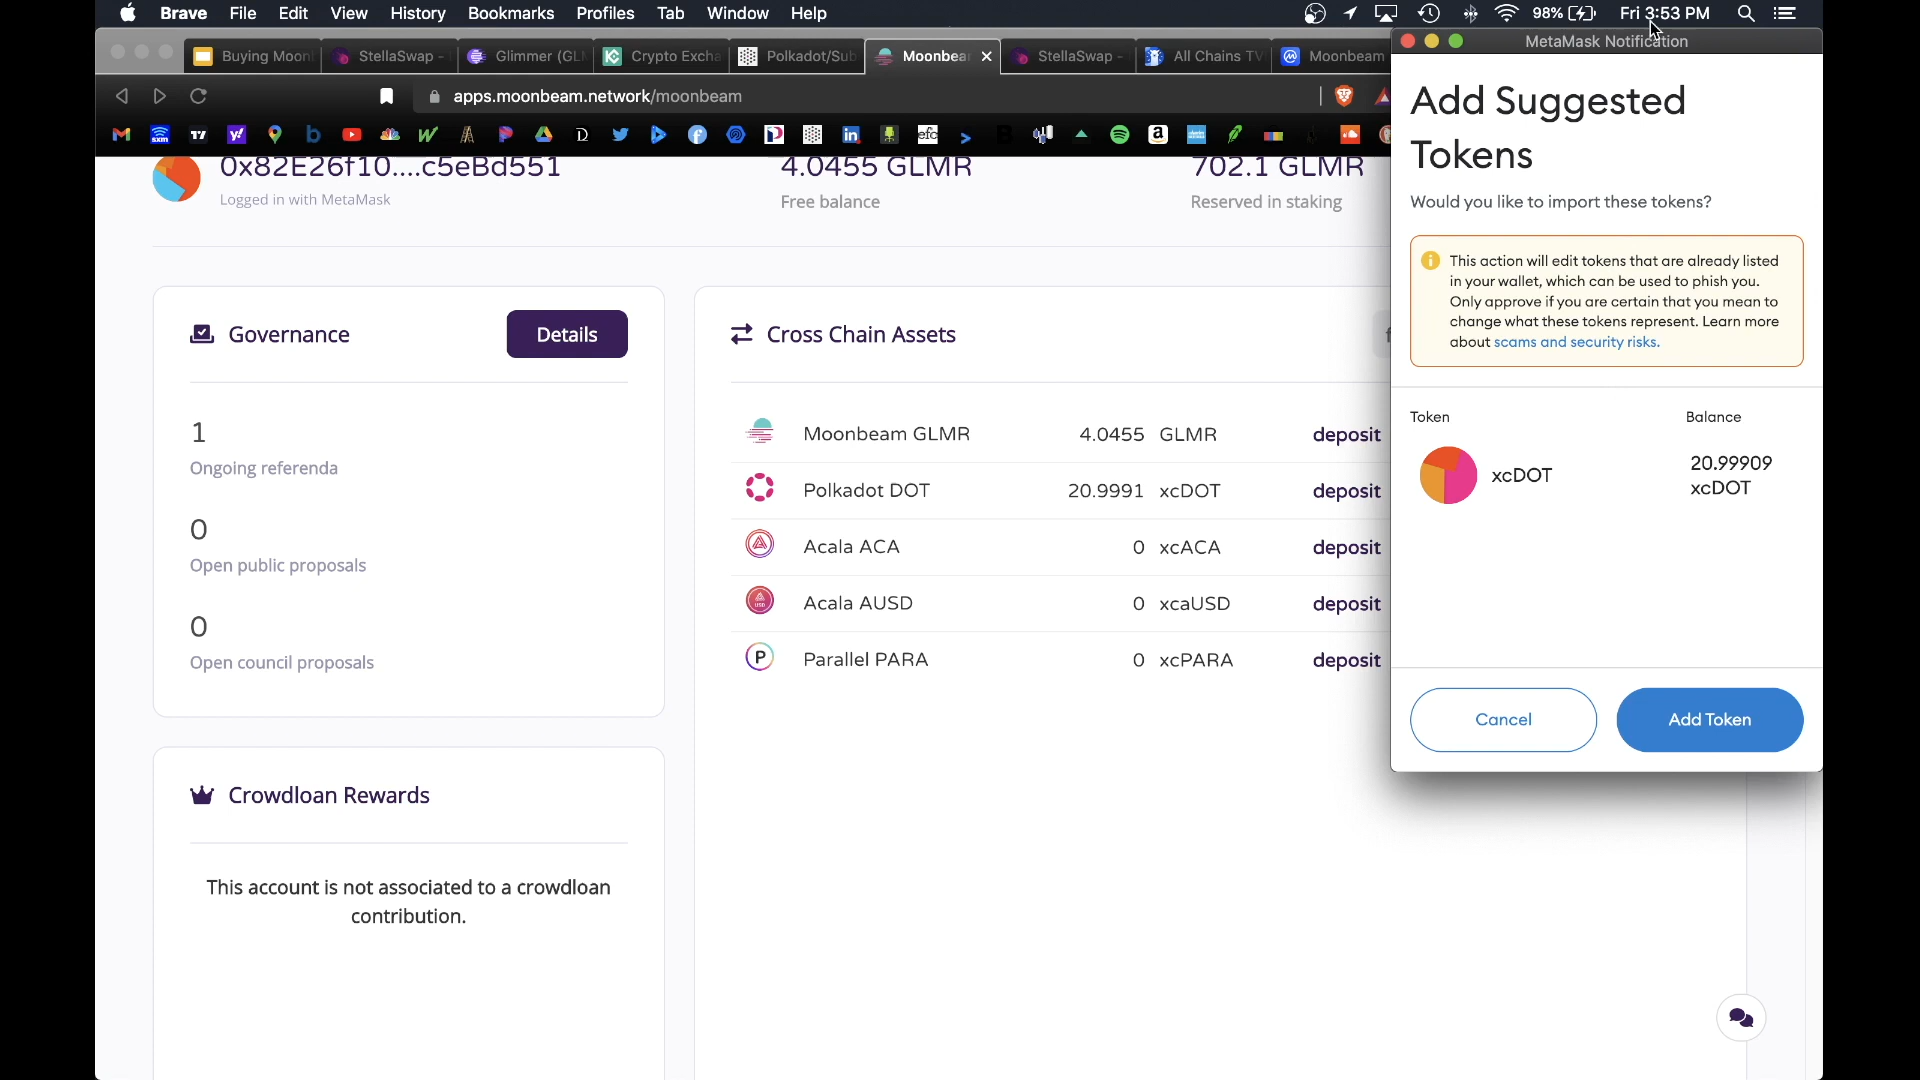 Brave File Edit View History Bookmarks Profiles Tab Window Help
98% Fri 3:53 PM
Buying Moon
StellaSwap -
Glimmer (GL
Crypto Excha
Polkadot/Sub
Moonbea
StellaSwap -
All Chains TV
Moonbeam
MetaMask Notification
apps.moonbeam.network/moonbeam
0x82E26f10....c5eBd551
Logged in with MetaMask
4.0455 GLMR
Free balance
702.1 GLMR
Reserved in staking
Governance
Details
1
Ongoing referenda
0
Open public proposals
0
Open council proposals
Crowdloan Rewards
This account is not associated to a crowdloan
contribution.
Cross Chain Assets
Moonbeam GLMR 4.0455 GLMR deposit
Polkadot DOT 20.9991 xcDOT deposit
Acala ACA 0 xcACA deposit
Acala AUSD 0 xcaUSD deposit
Parallel PARA 0 xcPARA deposit
Add Suggested
Tokens
Would you like to import these tokens?
This action will edit tokens that are already listed
in your wallet, which can be used to phish you.
Only approve if you are certain that you mean to
change what these tokens represent. Learn more
about scams and security risks.
Token Balance
xcDOT
20.99909
xcDOT
Cancel
Add Token